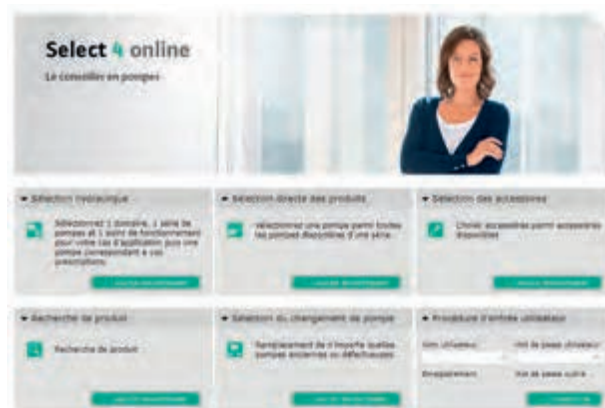 Select 4 online
Le conseiller en pompes
Sélection hydraulique
Sélectionnez 1 domaine, 1 série de
pompes et 1 point de fonctionnement
pour votre cas d'application puis une
pompe correspondant à vos
prescriptions.
Sélection directe des produits
Sélectionnez une pompe parmi toutes
les pompes disponibles d'une série.
Sélection des accessoires
Choisir accessoires parmi accessoires
disponibles
Recherche de produit
Recherche de produit
Sélection du changement de pompe
Remplacement de n'importe quelles
pompes anciennes ou défectueuses
Procédure d'entrée utilisateur
Nom utilisateur
Mot de passe utilisateur
Enregistrement
Mot de passe oublié